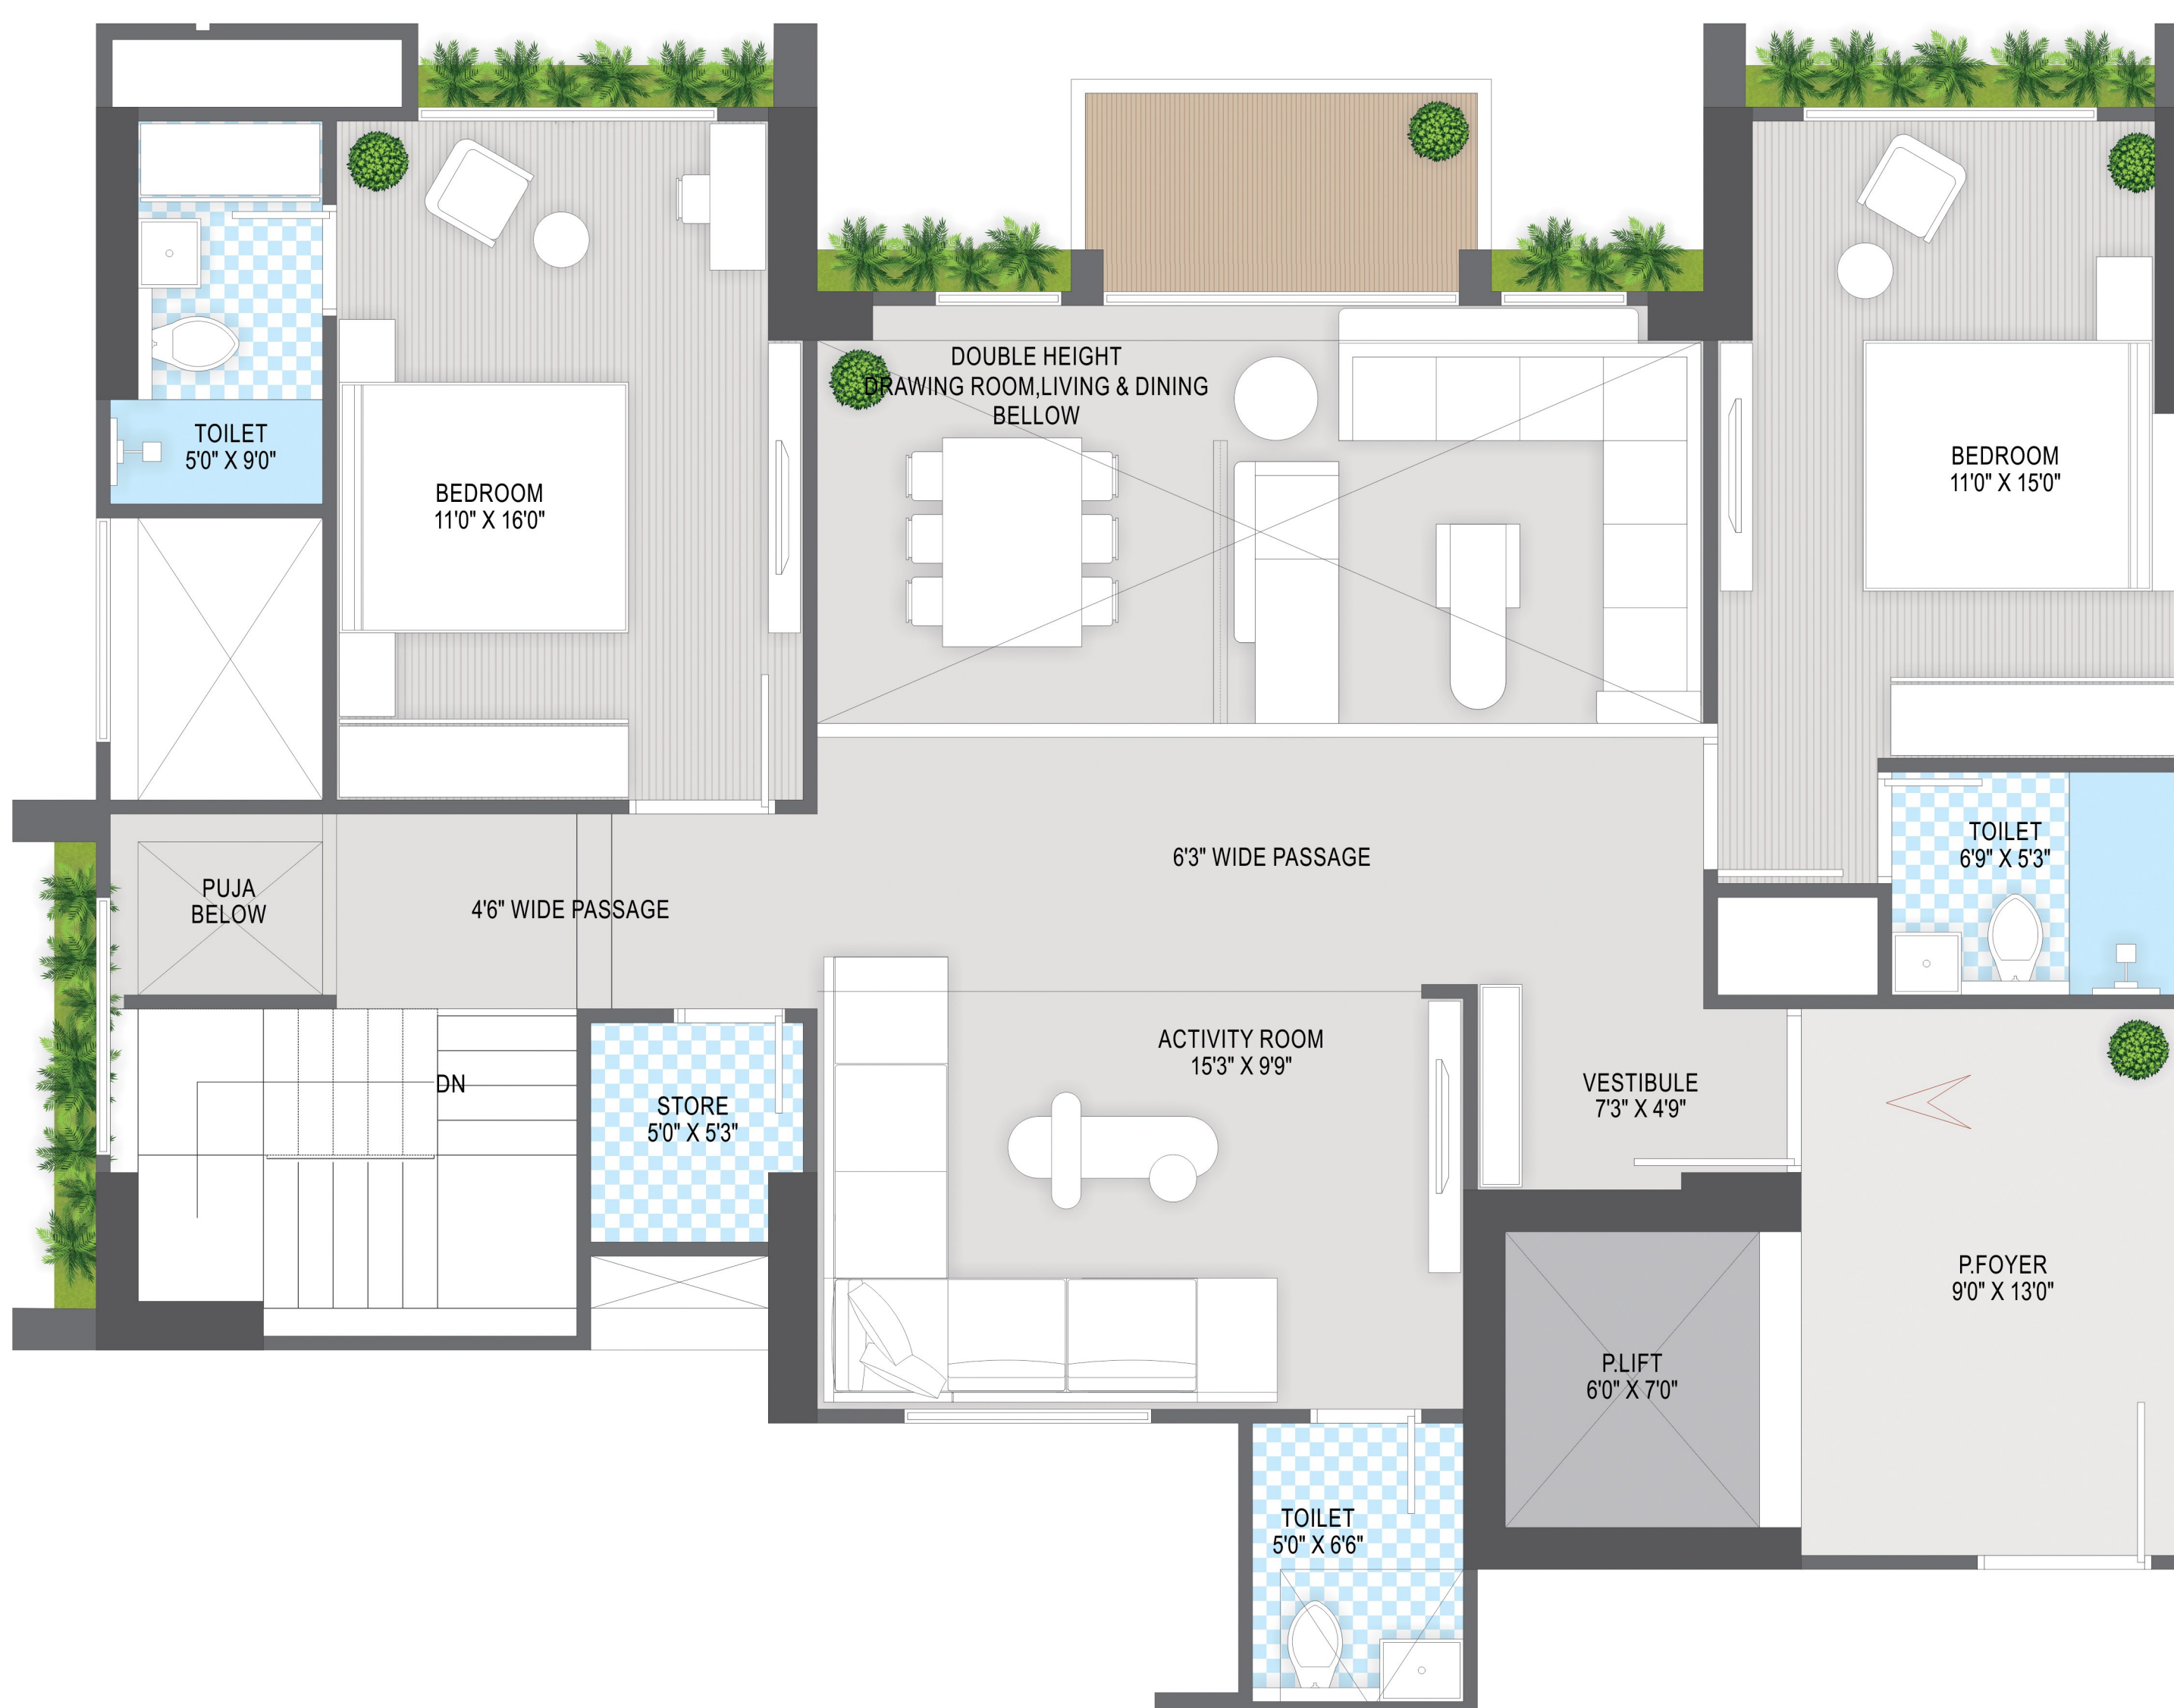 DOUBLE HEIGHT
DRAWING ROOM,LIVING & DINING
BELLOW
TOILET
5'0" X 9'0"
BEDROOM
11'0" X 16'0"
BEDROOM
11'0" X 15'0"
PUJA
BELOW
4'6" WIDE PASSAGE
6'3" WIDE PASSAGE
TOILET
6'9" X 5'3"
DN
STORE
5'0" X 5'3"
ACTIVITY ROOM
15'3" X 9'9"
VESTIBULE
7'3" X 4'9"
P.FOYER
9'0" X 13'0"
P.LIFT
6'0" X 7'0"
TOILET
5'0" X 6'6"